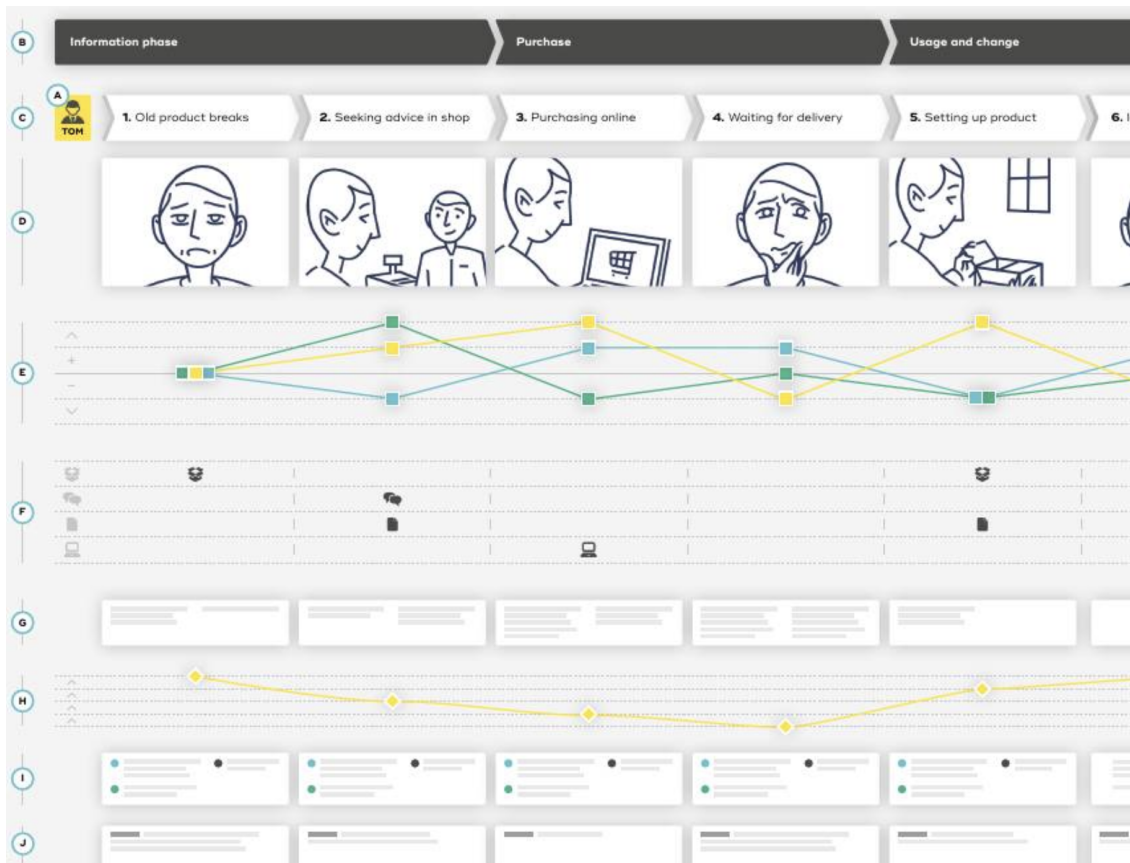 B
Information phase
Purchase
Usage and change
A
C
TOM
1. Old product breaks
2. Seeking advice in shop
3. Purchasing online
4. Waiting for delivery
5. Setting up product
6.
D
E
+
−
F
G
H
I
J